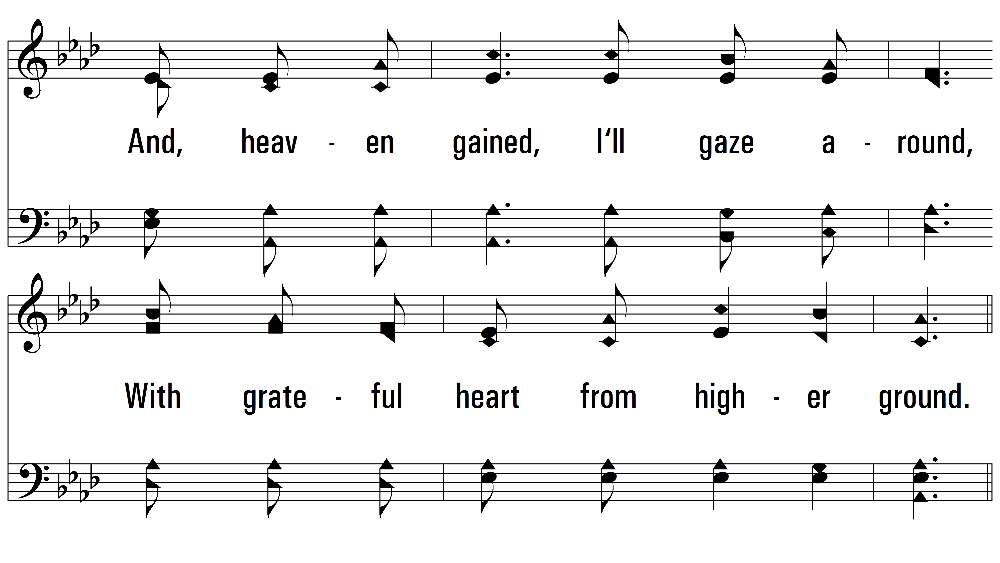 And, heav - en gained, I‘ll gaze a - round,
With grate - ful heart from high - er ground.